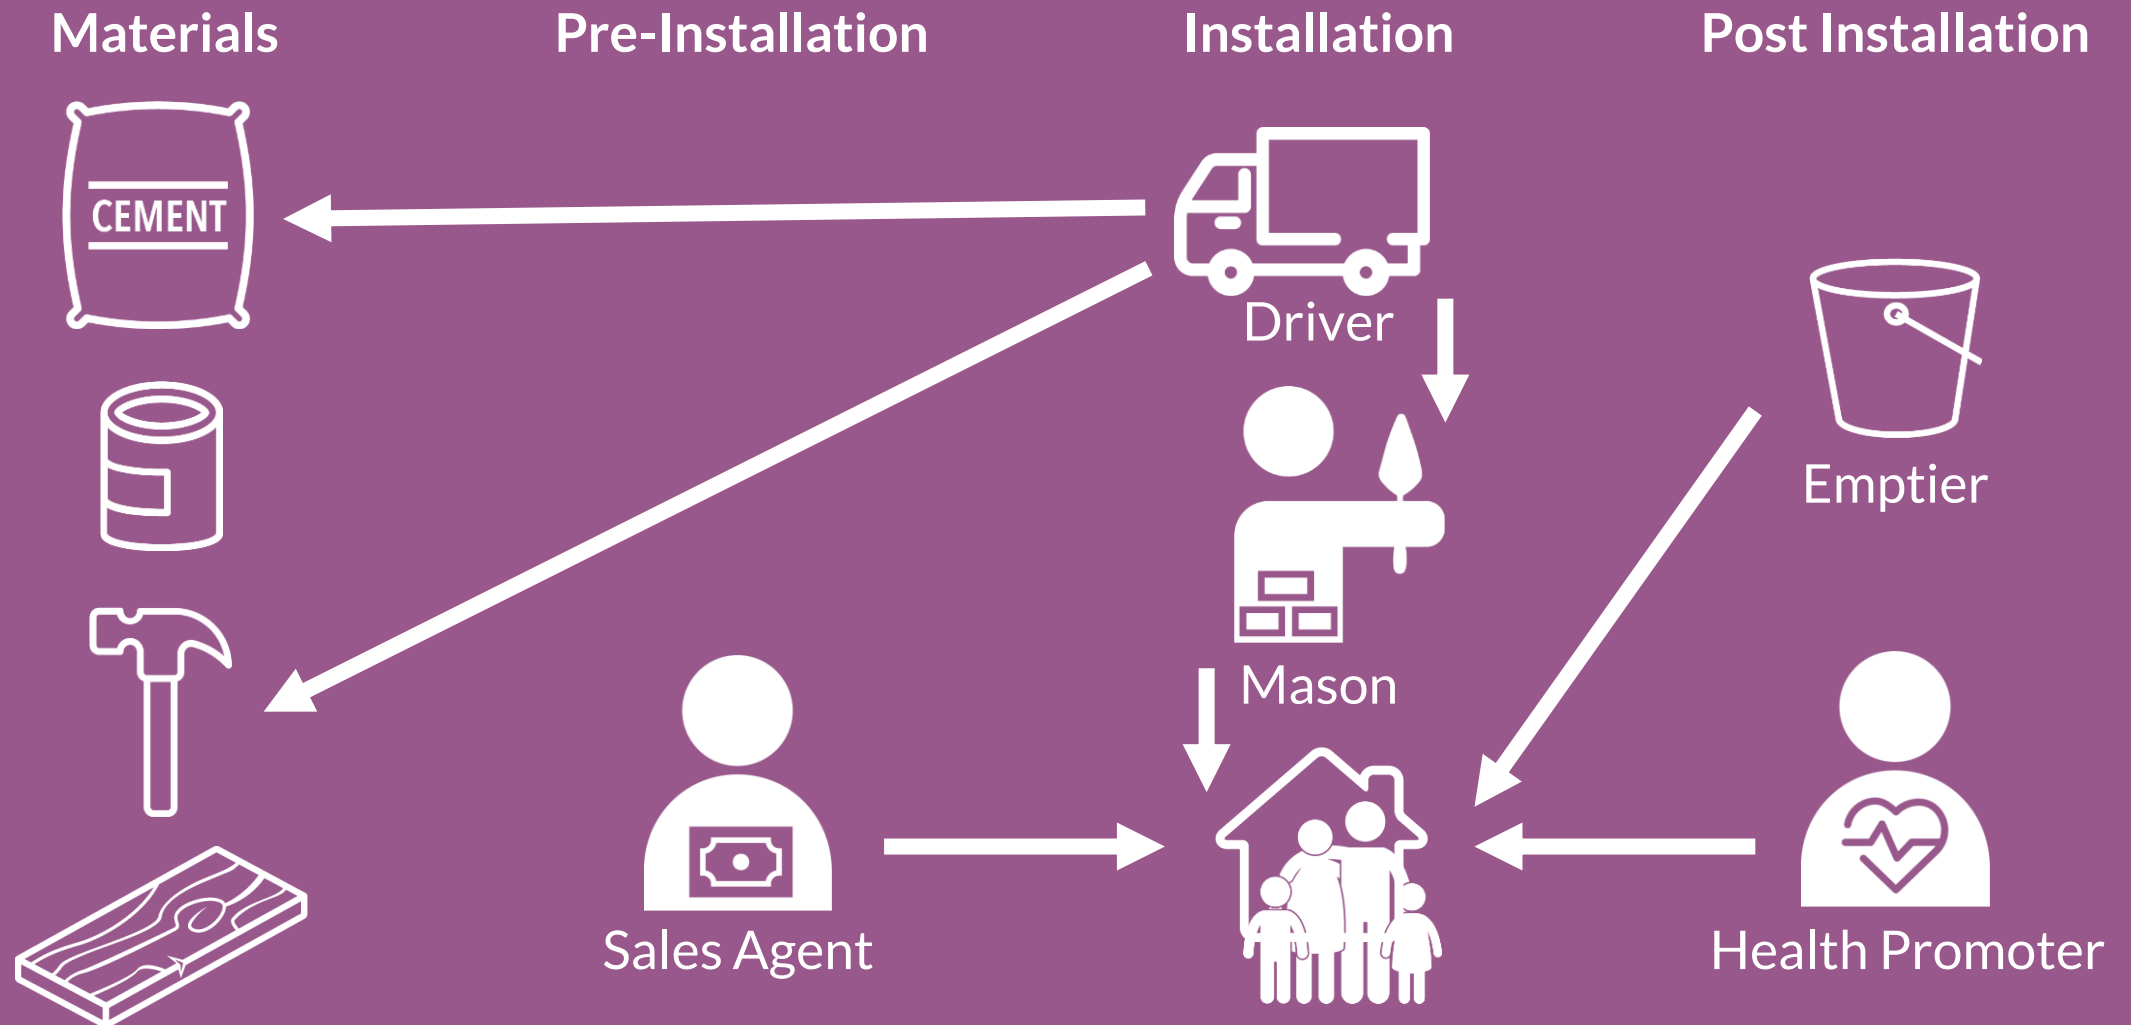 Materials
Pre-Installation
Installation
Post Installation
CEMENT
Driver
Emptier
Mason
Sales Agent
Health Promoter